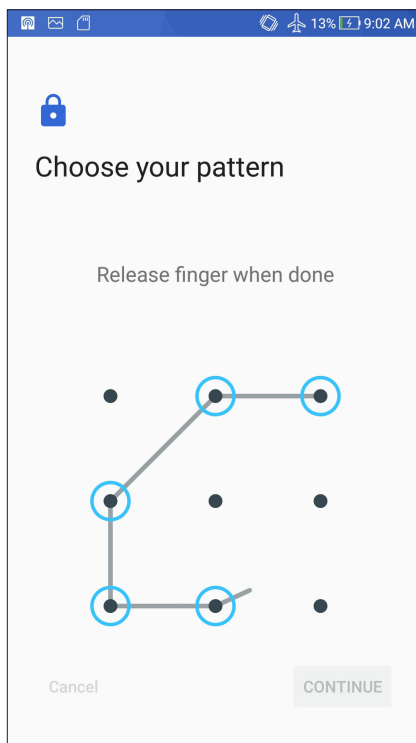 13% 9:02 AM
Choose your pattern
Release finger when done
Cancel CONTINUE